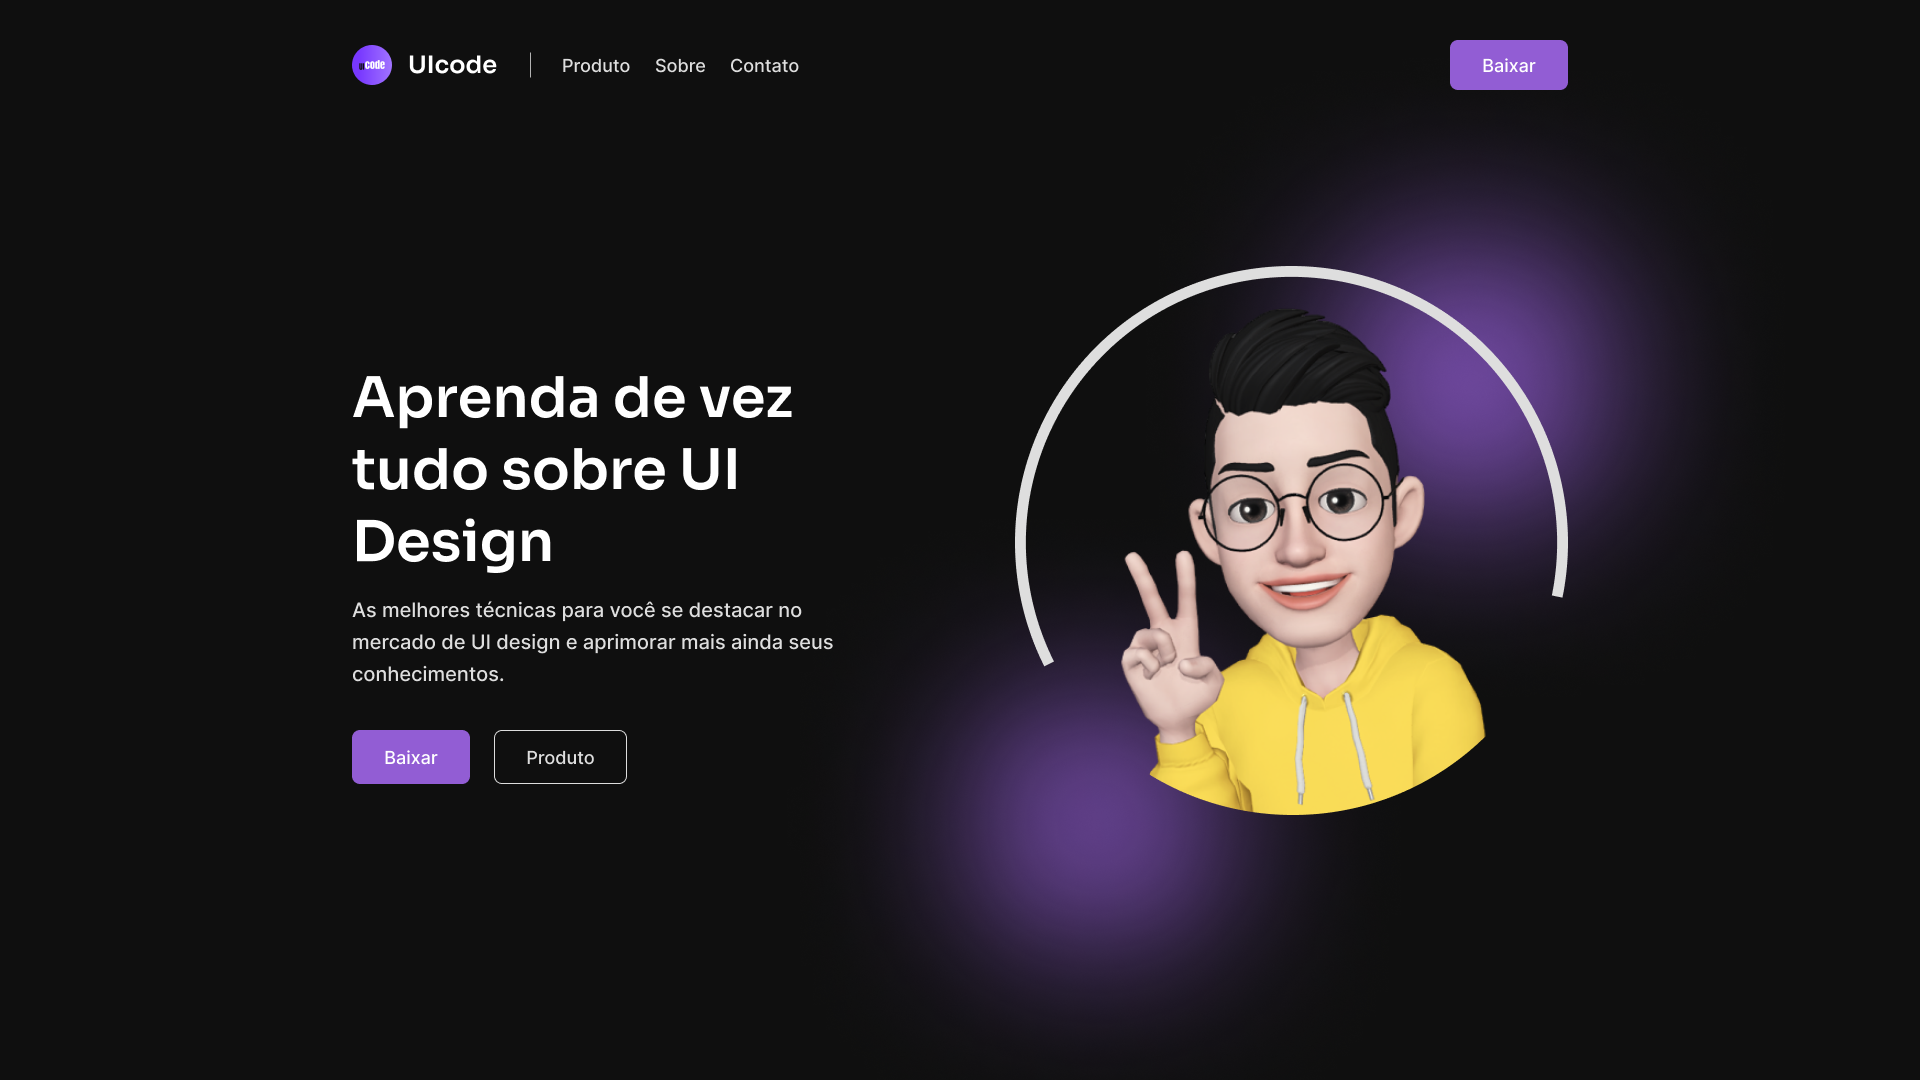 uicode
UIcode
Produto
Sobre
Contato
Baixar
Aprenda de vez
tudo sobre UI
Design
As melhores técnicas para você se destacar no
mercado de UI design e aprimorar mais ainda seus
conhecimentos.
Baixar
Produto